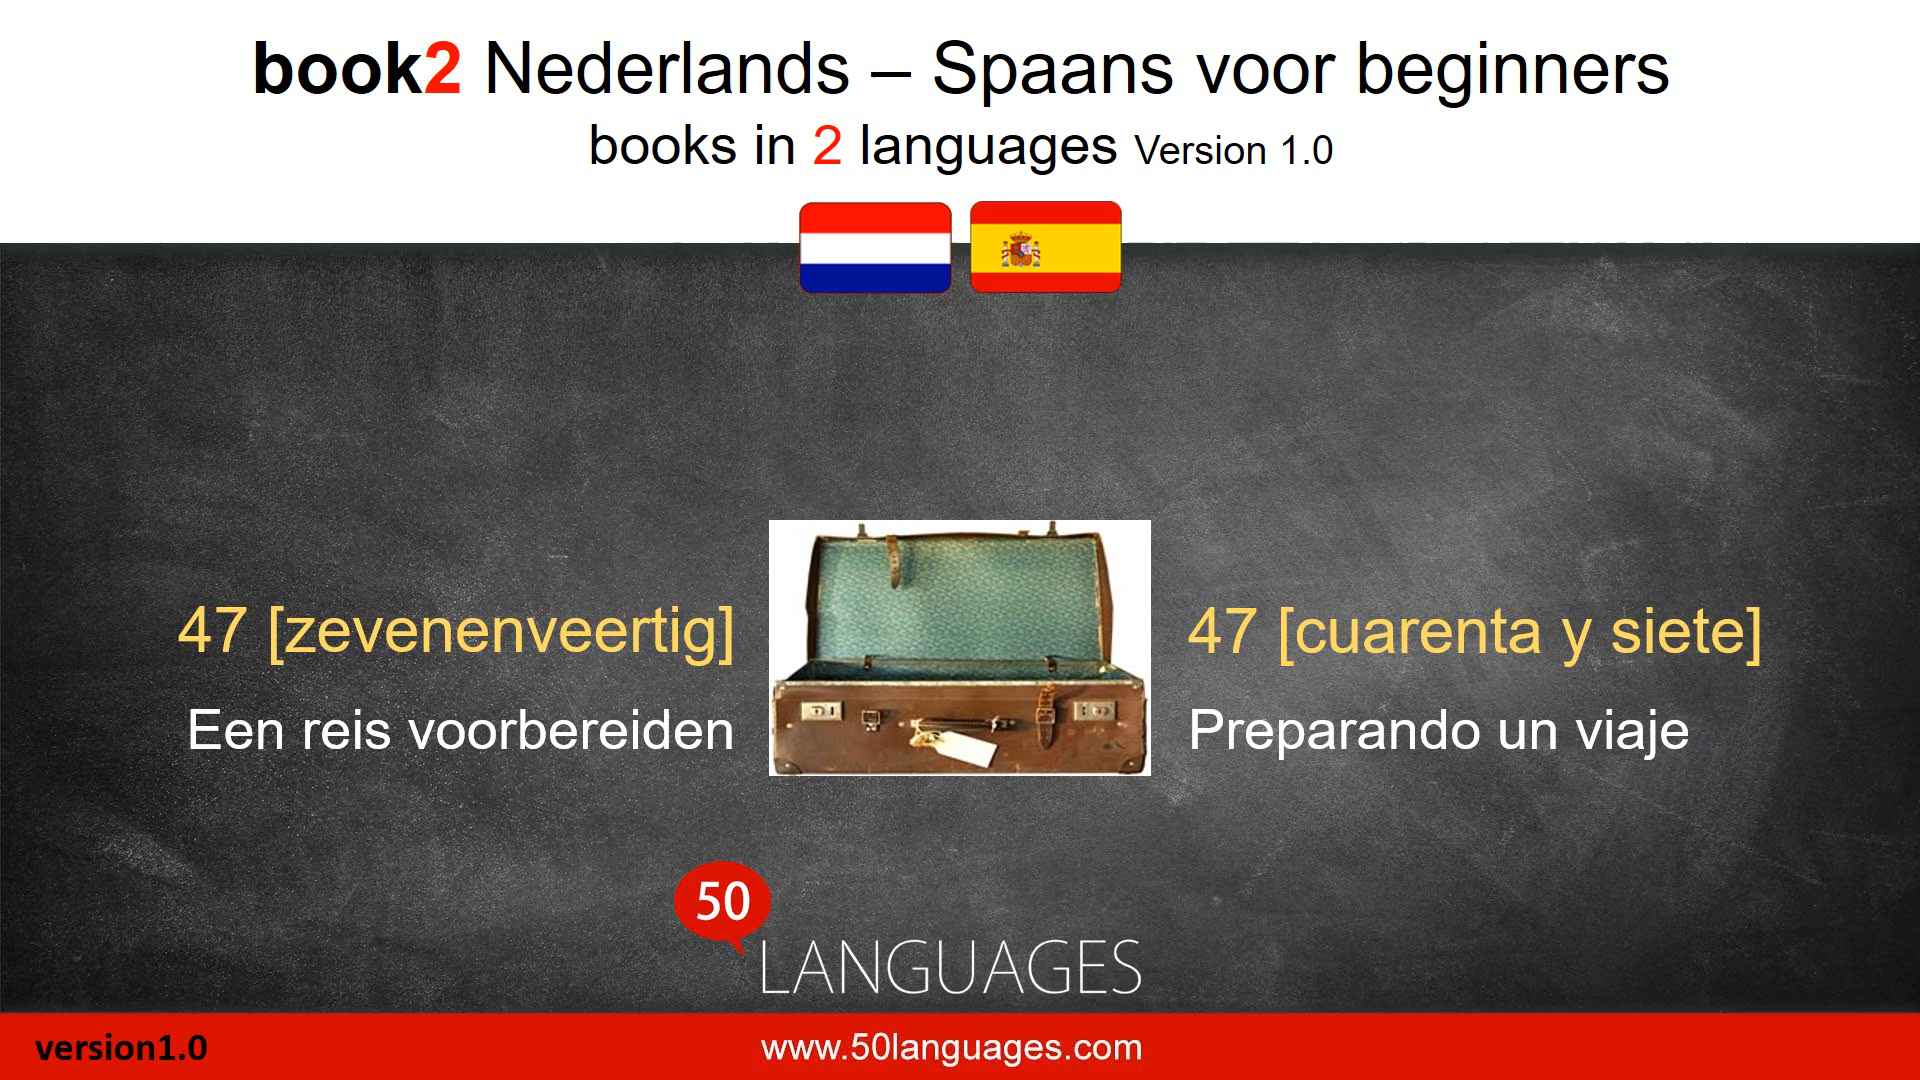 book2 Nederlands – Spaans voor beginners
books in 2 languages Version 1.0
47 [zevenenveertig]
Een reis voorbereiden
47 [cuarenta y siete]
Preparando un viaje
50
LANGUAGES
version1.0
www.50languages.com